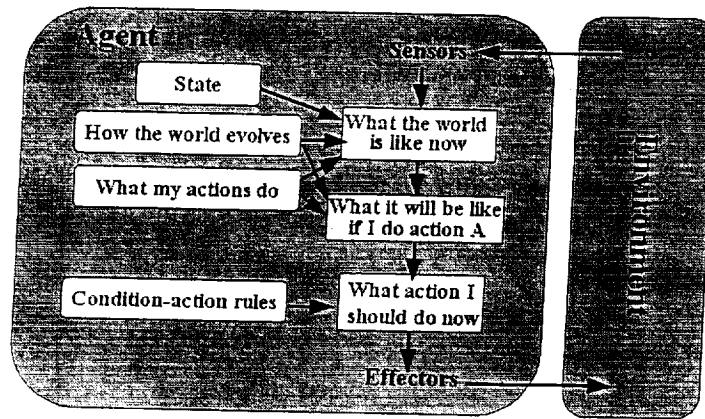 Agent
Sensors
State
How the world evolves
What the world
is like now
What my actions do
What it will be like
if I do action A
Condition-action rules
What action I
should do now
Effectors
Environment